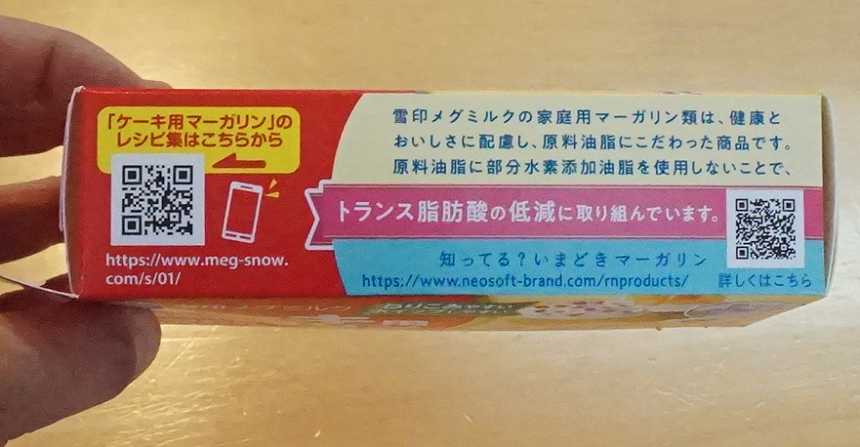 「ケーキ用マーガリン」の
レシピ集はこちらから
https://www.meg-snow.
com/s/01/
雪印メグミルクの家庭用マーガリン類は、健康と
おいしさに配慮し、原料油脂にこだわった商品です。
原料油脂に部分水素添加油脂を使用しないことで、
トランス脂肪酸の低減に取り組んでいます。
知ってる?いまどきマーガリン
https://www.neosoft-brand.com/rnproducts/
詳しくはこちら